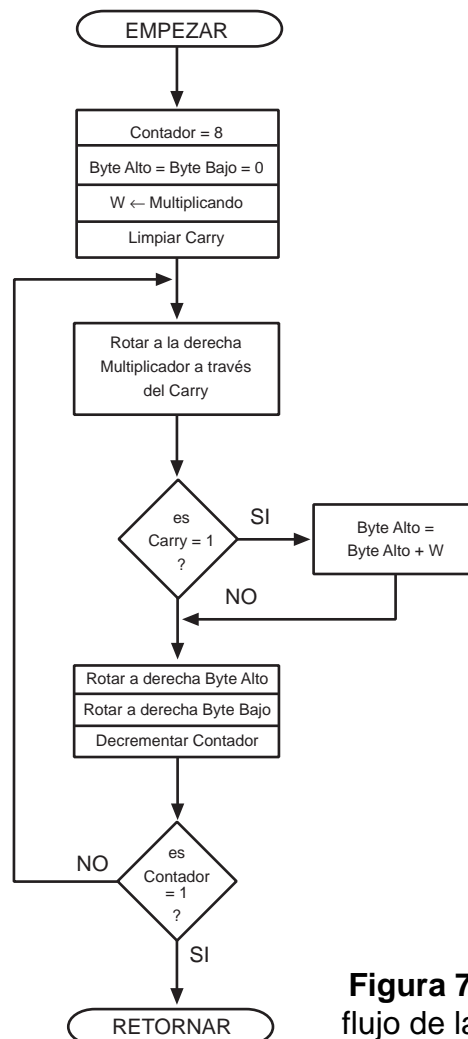 EMPEZAR
Contador = 8
Byte Alto = Byte Bajo = 0
W ← Multiplicando
Limpiar Carry
Rotar a la derecha
Multiplicador a través
del Carry
es
Carry = 1
?
SI
Byte Alto =
Byte Alto + W
NO
Rotar a derecha Byte Alto
Rotar a derecha Byte Bajo
Decrementar Contador
es
Contador
= 1
?
NO
SI
RETORNAR
Figura 7
flujo de la